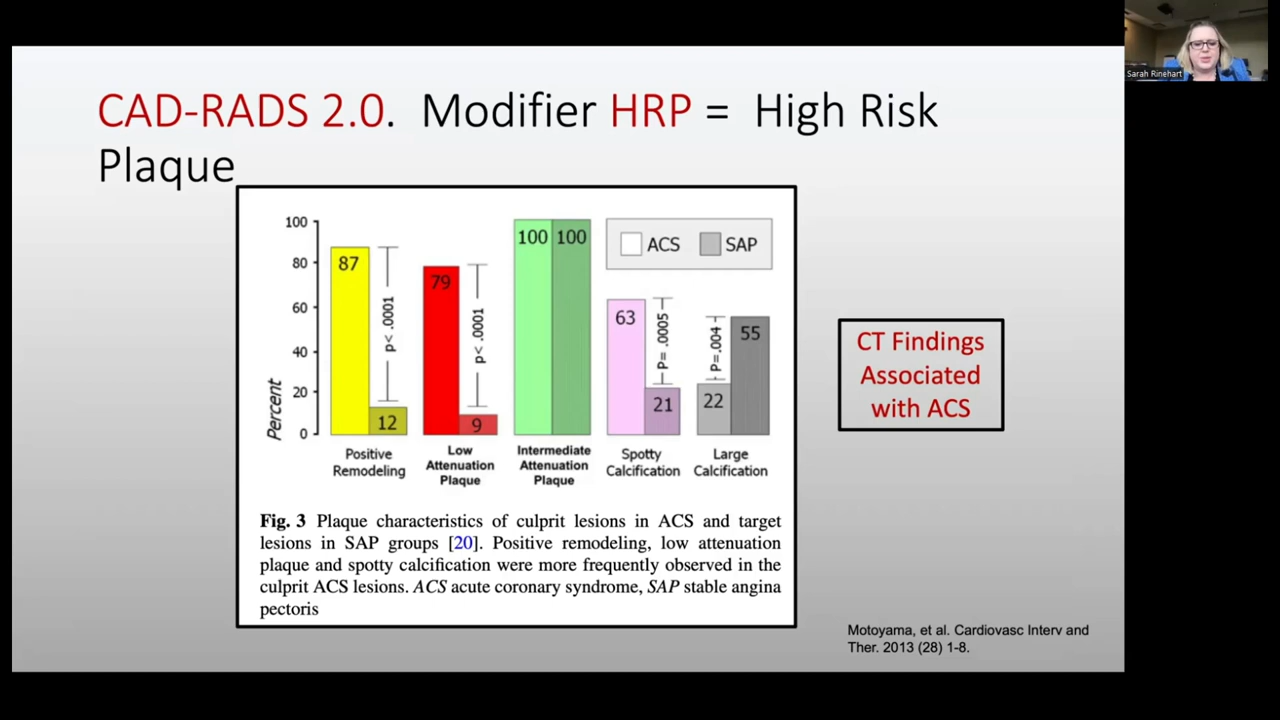 Sarah Rinehart
CAD-RADS 2.0. Modifier HRP = High Risk
Plaque
100
80
60
40
20
0
Percent
87
p< .0001
12
79
p< .0001
9
100 100
63
P= .0005
21
22
P=.004
55
ACS SAP
Positive
Remodeling
Low
Attenuation
Plaque
Intermediate
Attenuation
Plaque
Spotty
Calcification
Large
Calcification
Fig. 3 Plaque characteristics of culprit lesions in ACS and target
lesions in SAP groups [20]. Positive remodeling, low attenuation
plaque and spotty calcification were more frequently observed in the
culprit ACS lesions. ACS acute coronary syndrome, SAP stable angina
pectoris
CT Findings
Associated
with ACS
Motoyama, et al. Cardiovasc Interv and
Ther. 2013 (28) 1-8.